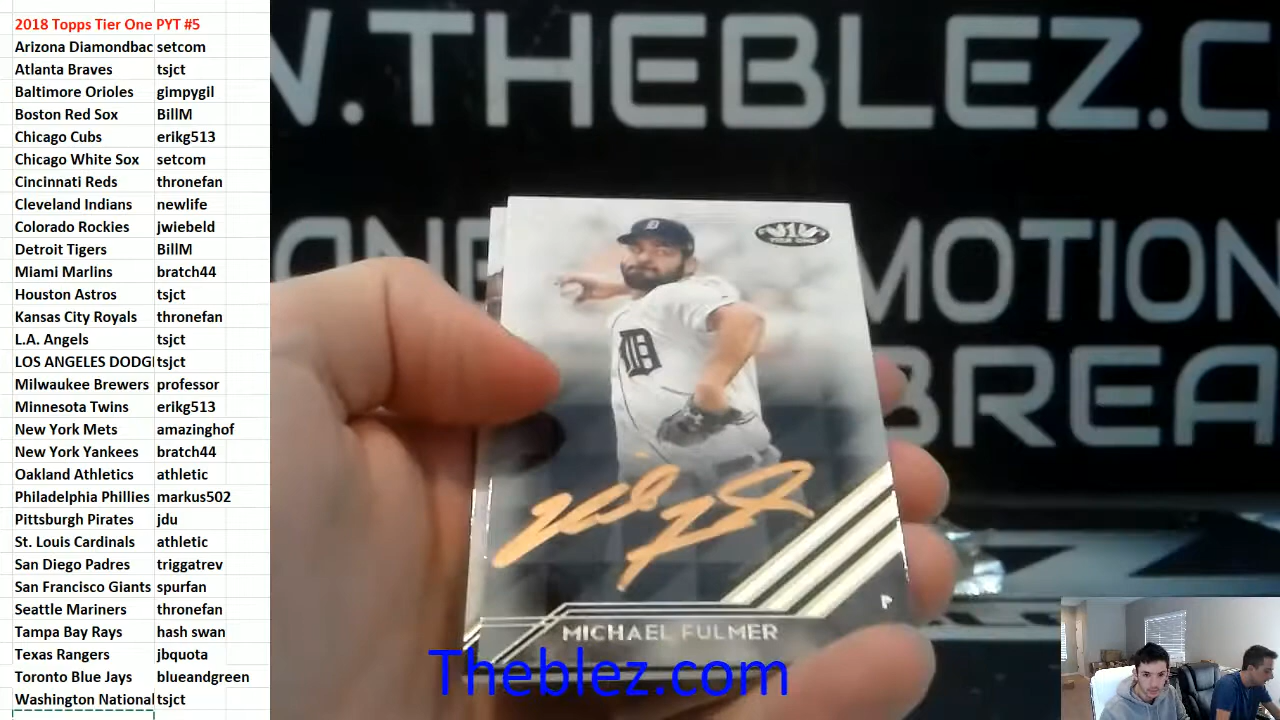 2018 Topps Tier One PYT #5
Arizona Diamondbac setcom
Atlanta Braves tsjct
Baltimore Orioles gimpygil
Boston Red Sox BillM
Chicago Cubs erikg513
Chicago White Sox setcom
Cincinnati Reds thronefan
Cleveland Indians newlife
Colorado Rockies jwiebeld
Detroit Tigers BillM
Miami Marlins bratch44
Houston Astros tsjct
Kansas City Royals thronefan
L.A. Angels tsjct
LOS ANGELES DODG tsjct
Milwaukee Brewers professor
Minnesota Twins erikg513
New York Mets amazinghof
New York Yankees bratch44
Oakland Athletics athletic
Philadelphia Phillies markus502
Pittsburgh Pirates jdu
St. Louis Cardinals athletic
San Diego Padres triggatrev
San Francisco Giants spurfan
Seattle Mariners thronefan
Tampa Bay Rays hash swan
Texas Rangers jbquota
Toronto Blue Jays blueandgreen
Washington National tsjct
W.THEBLEZ.C
MOTION
BREA
D
1
TIER ONE
D
P
MICHAEL FULMER
Theblez.com